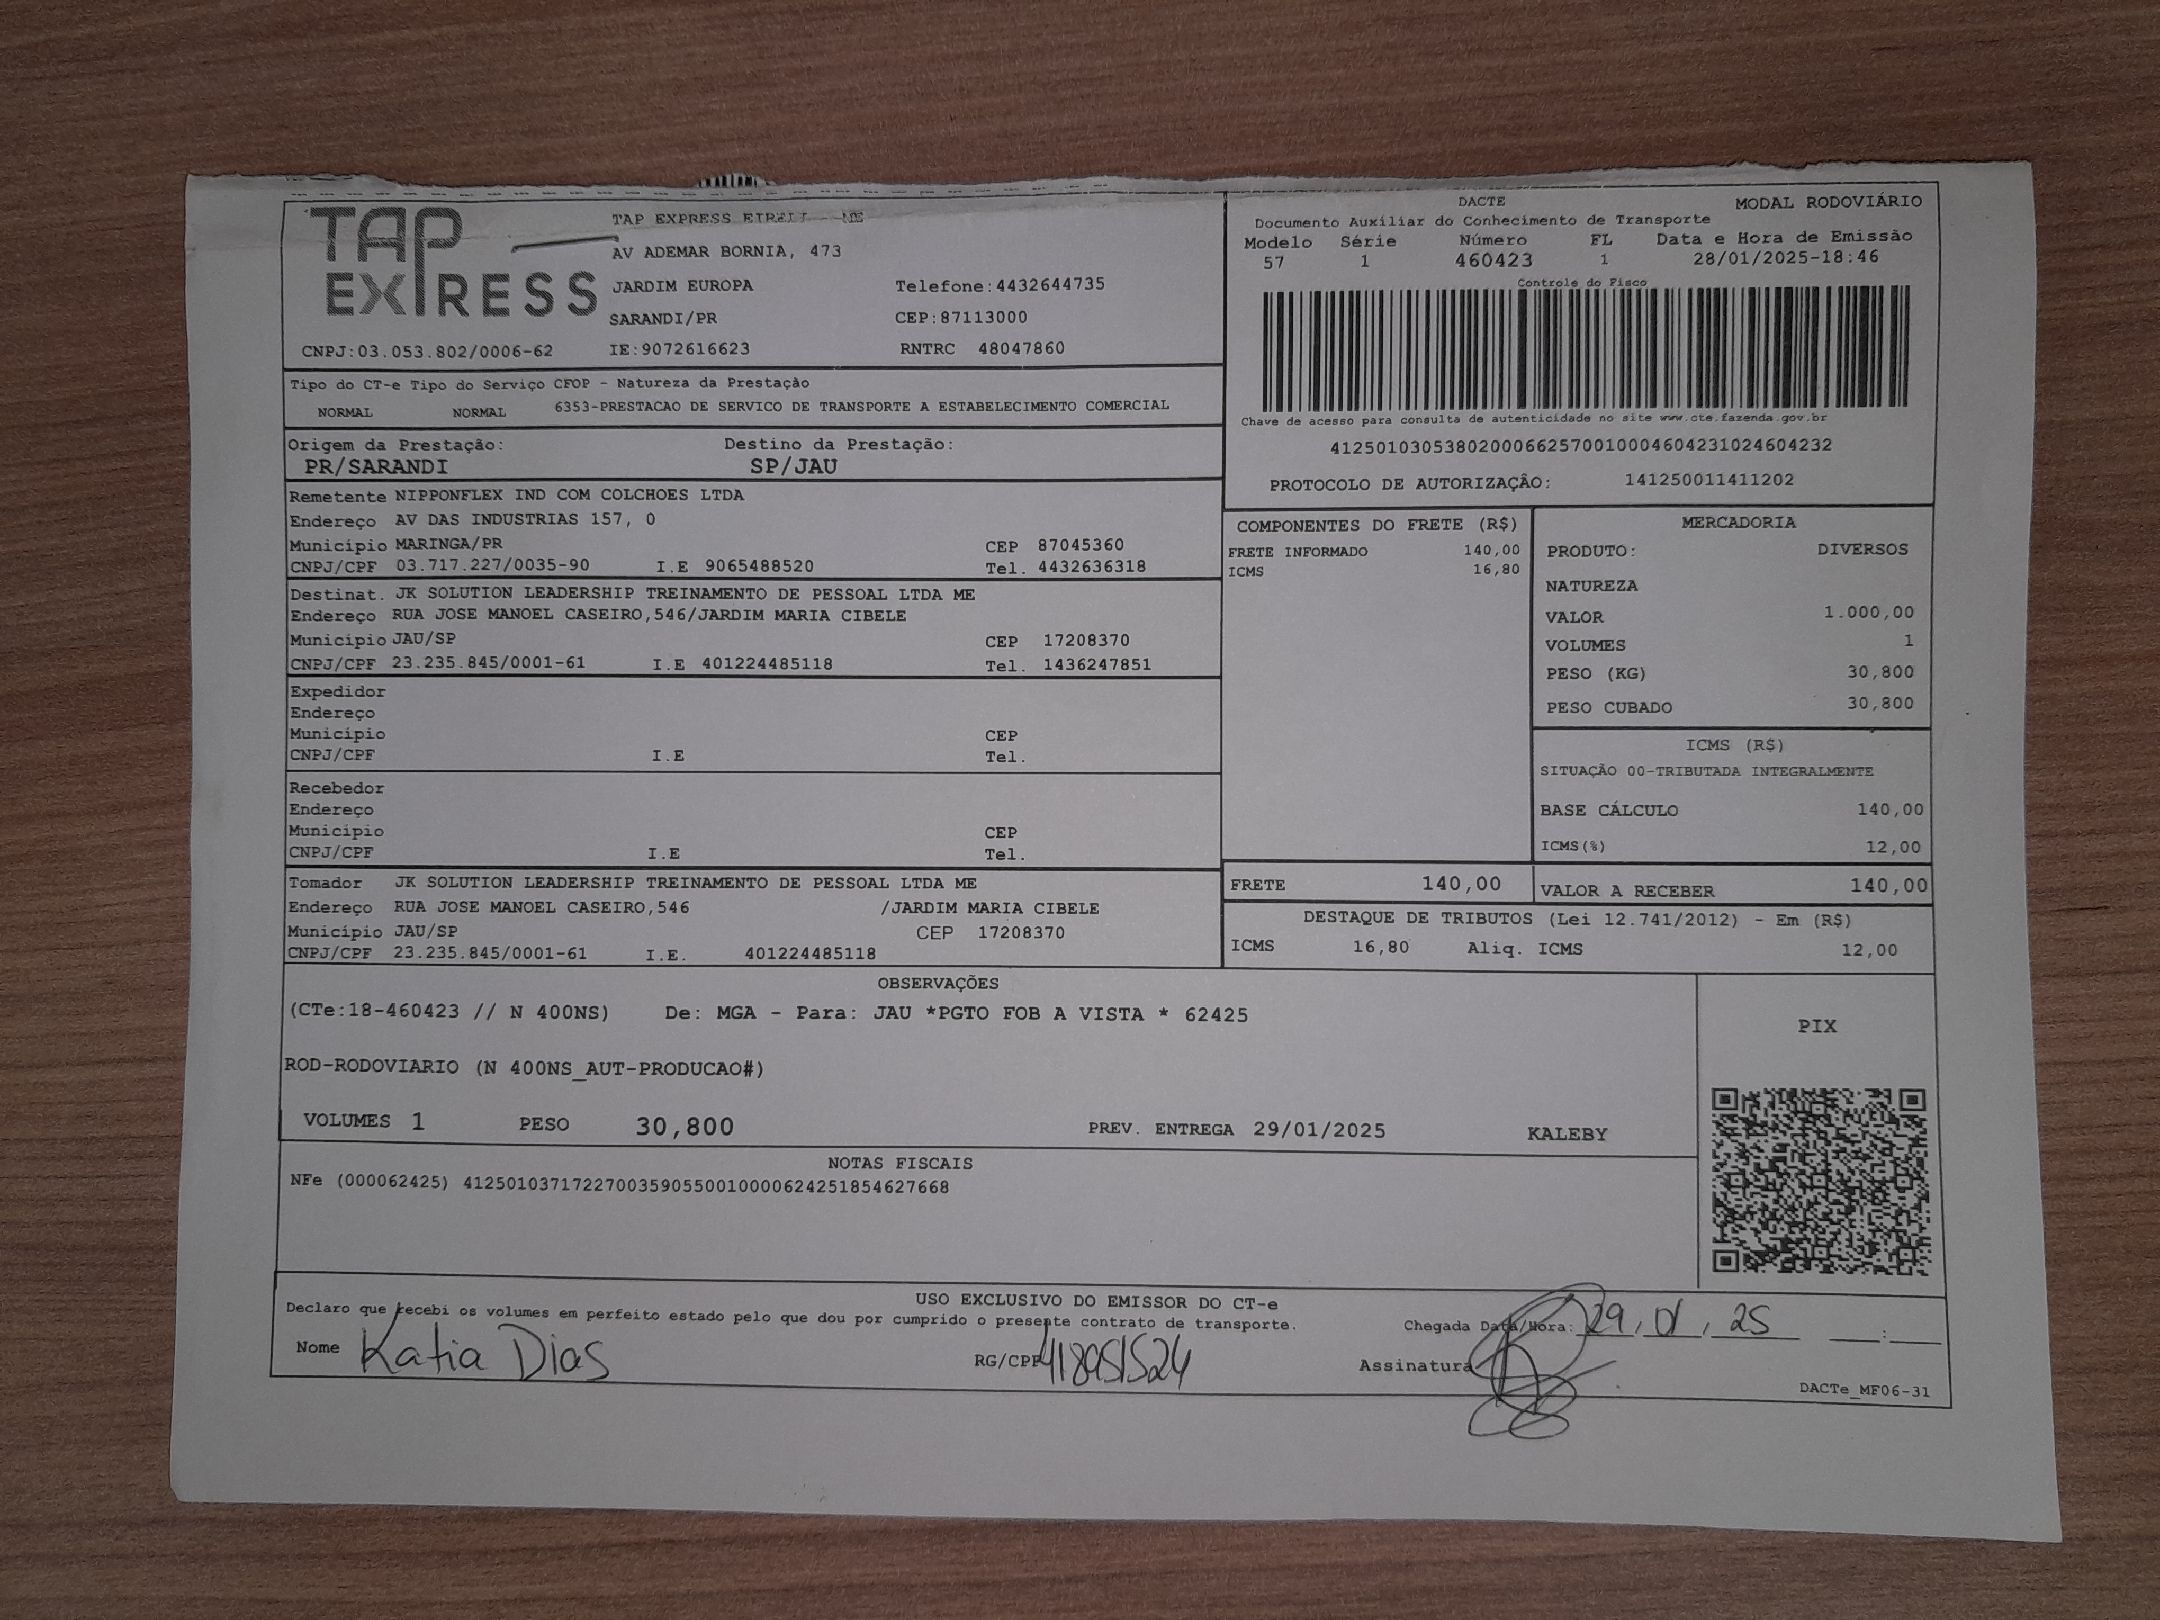 TAP
EXPRESS
TAP EXPRESS EIRELI - ME
AV ADEMAR BORNIA, 473
JARDIM EUROPA Telefone:4432644735
SARANDI/PR CEP:87113000
CNPJ:03.053.802/0006-62 IE:9072616623 RNTRC 48047860
DACTE MODAL RODOVIÁRIO
Documento Auxiliar do Conhecimento de Transporte
Modelo Série Número FL Data e Hora de Emissão
57 1 460423 1 28/01/2025-18:46
Controle do Fisco
Chave de acesso para consulta de autenticidade no site www.cte.fazenda.gov.br
41250103053802000662570010004604231024604232
PROTOCOLO DE AUTORIZAÇÃO: 141250011411202
Tipo do CT-e Tipo do Serviço CFOP - Natureza da Prestação
NORMAL NORMAL 6353-PRESTACAO DE SERVICO DE TRANSPORTE A ESTABELECIMENTO COMERCIAL
Origem da Prestação: Destino da Prestação:
PR/SARANDI SP/JAU
Remetente NIPPONFLEX IND COM COLCHOES LTDA
Endereço AV DAS INDUSTRIAS 157, 0
Município MARINGA/PR CEP 87045360
CNPJ/CPF 03.717.227/0035-90 I.E 9065488520 Tel. 4432636318
Destinat. JK SOLUTION LEADERSHIP TREINAMENTO DE PESSOAL LTDA ME
Endereço RUA JOSE MANOEL CASEIRO,546/JARDIM MARIA CIBELE
Município JAU/SP CEP 17208370
CNPJ/CPF 23.235.845/0001-61 I.E 401224485118 Tel. 1436247851
Expedidor
Endereço
Município CEP
CNPJ/CPF I.E Tel.
Recebedor
Endereço
Município CEP
CNPJ/CPF I.E Tel.
Tomador JK SOLUTION LEADERSHIP TREINAMENTO DE PESSOAL LTDA ME
Endereço RUA JOSE MANOEL CASEIRO,546 /JARDIM MARIA CIBELE
Município JAU/SP CEP 17208370
CNPJ/CPF 23.235.845/0001-61 I.E. 401224485118
COMPONENTES DO FRETE (R$)
FRETE INFORMADO 140,00
ICMS 16,80
MERCADORIA
PRODUTO: DIVERSOS
NATUREZA
VALOR 1.000,00
VOLUMES 1
PESO (KG) 30,800
PESO CUBADO 30,800
ICMS (R$)
SITUAÇÃO 00-TRIBUTADA INTEGRALMENTE
BASE CÁLCULO 140,00
ICMS(%) 12,00
FRETE 140,00 VALOR A RECEBER 140,00
DESTAQUE DE TRIBUTOS (Lei 12.741/2012) - Em (R$)
ICMS 16,80 Aliq. ICMS 12,00
OBSERVAÇÕES
(CTe:18-460423 // N 400NS) De: MGA - Para: JAU *PGTO FOB A VISTA * 62425
ROD-RODOVIARIO (N 400NS_AUT-PRODUCAO#)
VOLUMES 1 PESO 30,800 PREV. ENTREGA 29/01/2025 KALEBY
PIX
NOTAS FISCAIS
NFe (000062425) 41250103717227003590550010000624251854627668
USO EXCLUSIVO DO EMISSOR DO CT-e
Declaro que recebi os volumes em perfeito estado pelo que dou por cumprido o presente contrato de transporte.
Chegada Data/Hora: 29, 01, 25 :
Nome Katia Dias RG/CPF 418951524 Assinatura
DACTe_MF06-31